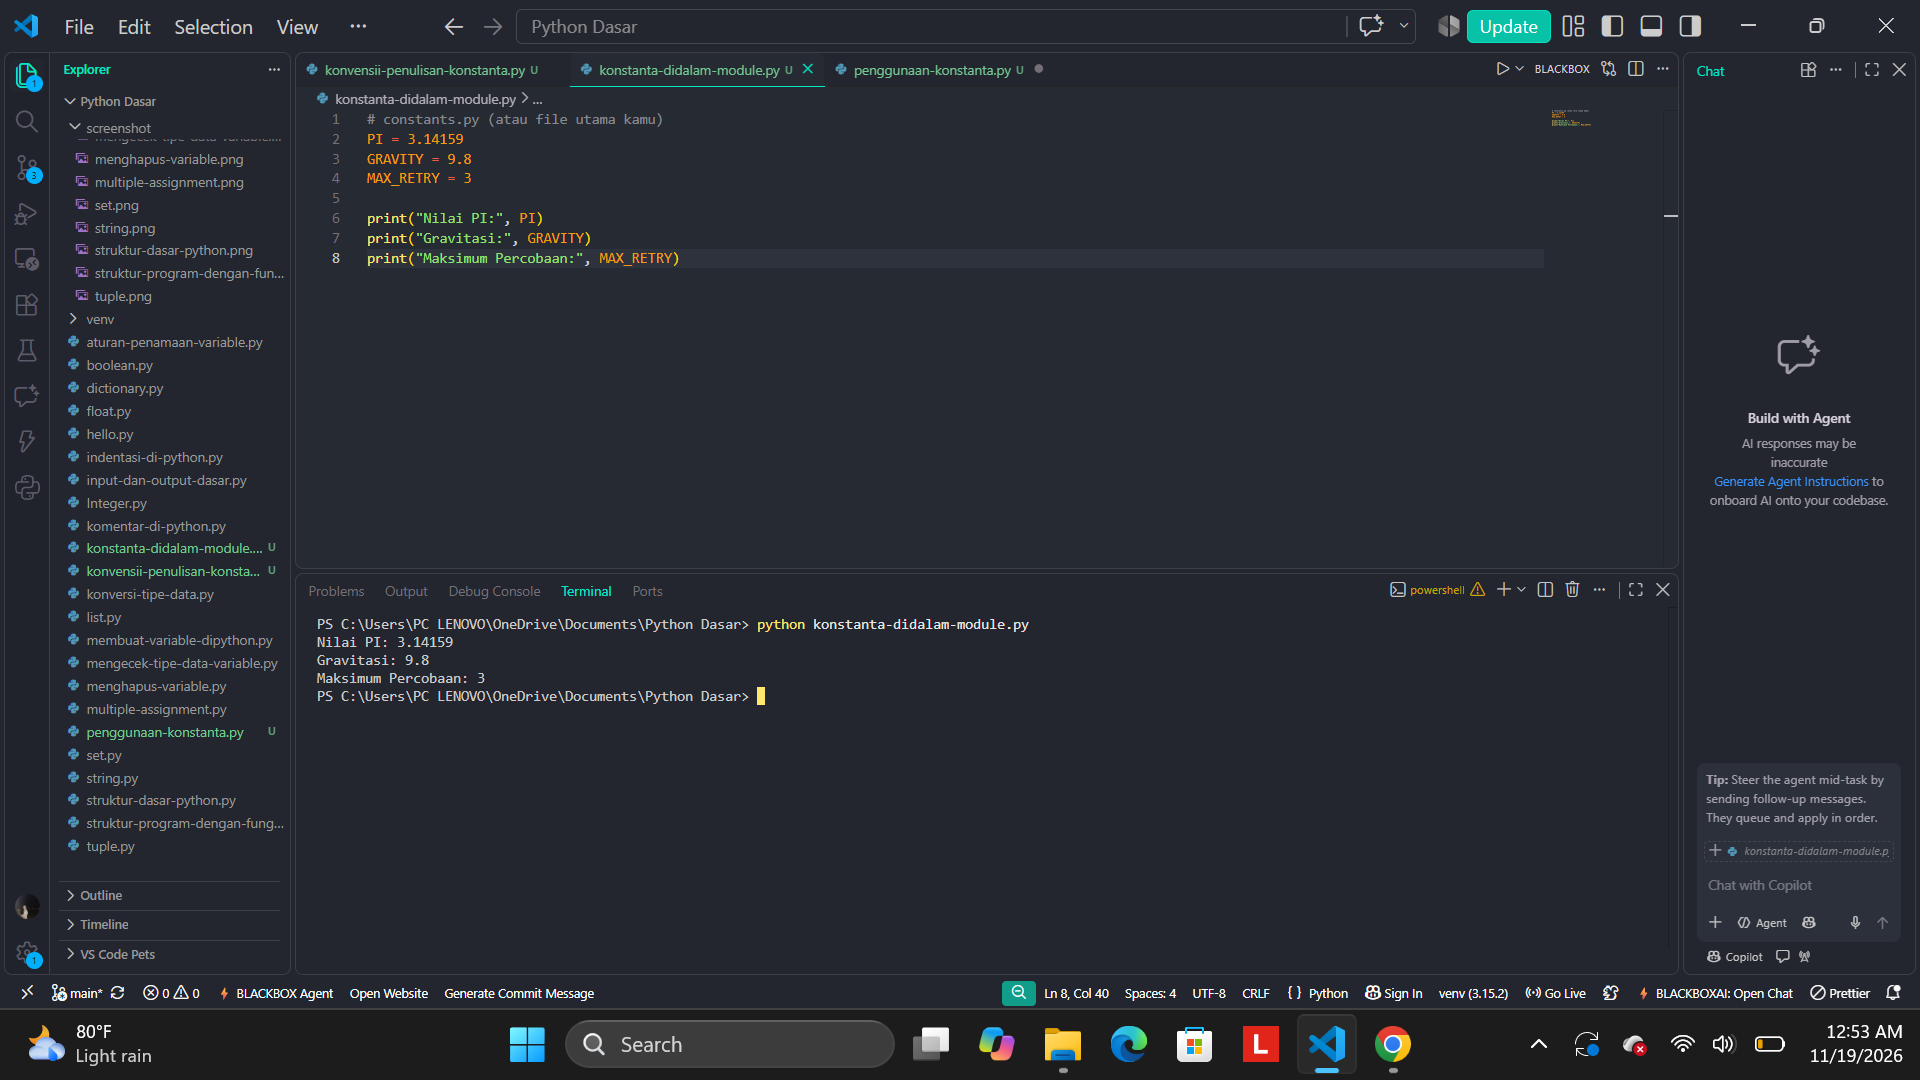 File Edit Selection View
Python Dasar
Update
Explorer
Python Dasar
screenshot
mengecek-tipe-data-variable....
menghapus-variable.png
multiple-assignment.png
set.png
string.png
struktur-dasar-python.png
struktur-program-dengan-fun...
tuple.png
venv
aturan-penamaan-variable.py
boolean.py
dictionary.py
float.py
hello.py
indentasi-di-python.py
input-dan-output-dasar.py
Integer.py
komentar-di-python.py
konstanta-didalam-module.... U
konvensii-penulisan-konsta... U
konversi-tipe-data.py
list.py
membuat-variable-dipython.py
mengecek-tipe-data-variable.py
menghapus-variable.py
multiple-assignment.py
penggunaan-konstanta.py U
set.py
string.py
struktur-dasar-python.py
struktur-program-dengan-fung...
tuple.py
Outline
Timeline
VS Code Pets
1
3
1
konvensii-penulisan-konstanta.py U
konstanta-didalam-module.py U
penggunaan-konstanta.py U
BLACKBOX
konstanta-didalam-module.py > ...
1 # constants.py (atau file utama kamu)
2 PI = 3.14159
3 GRAVITY = 9.8
4 MAX_RETRY = 3
5
6 print("Nilai PI:", PI)
7 print("Gravitasi:", GRAVITY)
8 print("Maksimum Percobaan:", MAX_RETRY)
Problems Output Debug Console Terminal Ports
powershell
PS C:\Users\PC LENOVO\OneDrive\Documents\Python Dasar> python konstanta-didalam-module.py
Nilai PI: 3.14159
Gravitasi: 9.8
Maksimum Percobaan: 3
PS C:\Users\PC LENOVO\OneDrive\Documents\Python Dasar>
Chat
Build with Agent
AI responses may be
inaccurate
Generate Agent Instructions to
onboard AI onto your codebase.
Tip: Steer the agent mid-task by
sending follow-up messages.
They queue and apply in order.
konstanta-didalam-module.p
Chat with Copilot
Agent
Copilot
main* 0 0 BLACKBOX Agent Open Website Generate Commit Message
Ln 8, Col 40 Spaces: 4 UTF-8 CRLF { } Python Sign In venv (3.15.2) Go Live BLACKBOXAI: Open Chat Prettier
80°F
Light rain
Search
L
12:53 AM
11/19/2026